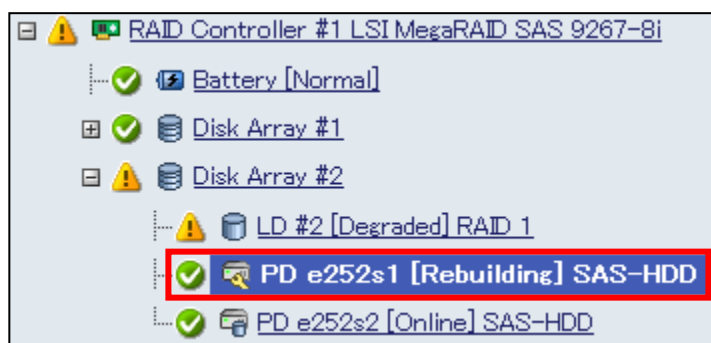 RAID Controller #1 LSI MegaRAID SAS 9267-8i
Battery [Normal]
Disk Array #1
Disk Array #2
LD #2 [Degraded] RAID 1
PD e252s1 [Rebuilding] SAS-HDD
PD e252s2 [Online] SAS-HDD